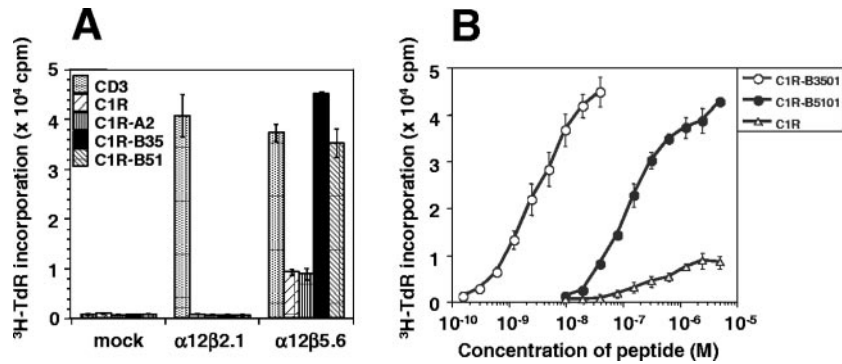 A
³H-TdR incorporation (x 10⁴ cpm)
5
4
3
2
1
0
CD3
C1R
C1R-A2
C1R-B35
C1R-B51
mock
α12β2.1
α12β5.6
B
³H-TdR incorporation (x 10⁴ cpm)
5
4
3
2
1
0
10⁻¹⁰
10⁻⁹
10⁻⁸
10⁻⁷
10⁻⁶
10⁻⁵
Concentration of peptide (M)
C1R-B3501
C1R-B5101
C1R